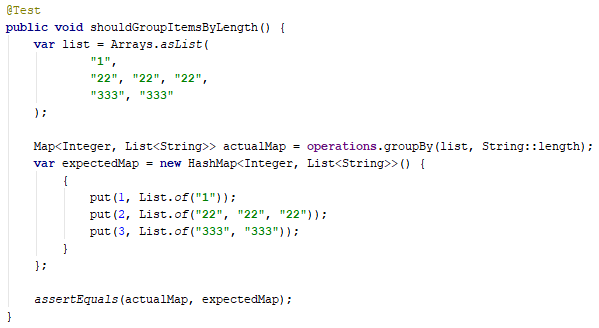 @Test
public void shouldGroupItemsByLength() {
    var list = Arrays.asList(
            "1",
            "22", "22", "22",
            "333", "333"
    );

    Map<Integer, List<String>> actualMap = operations.groupBy(list, String::length);
    var expectedMap = new HashMap<Integer, List<String>>() {
        {
            put(1, List.of("1"));
            put(2, List.of("22", "22", "22"));
            put(3, List.of("333", "333"));
        }
    };

    assertEquals(actualMap, expectedMap);
}